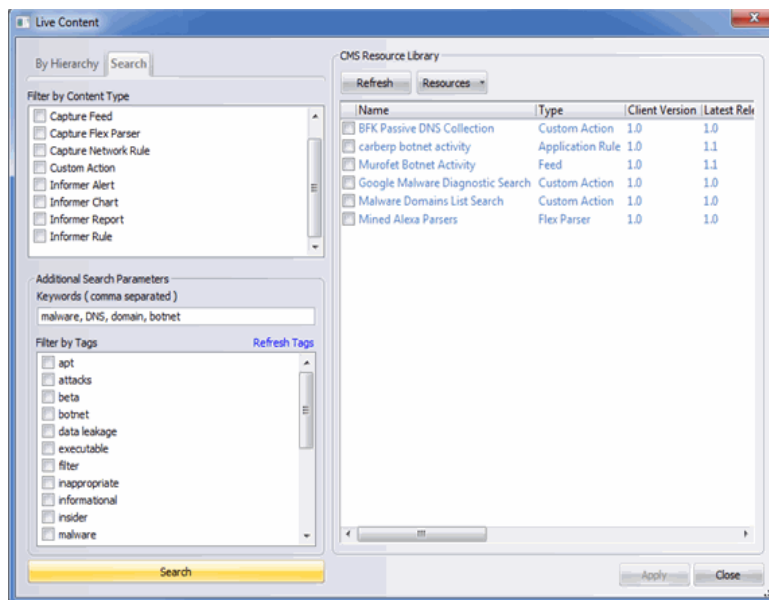 Live Content
By Hierarchy Search
Filter by Content Type
Capture Feed
Capture Flex Parser
Capture Network Rule
Custom Action
Informer Alert
Informer Chart
Informer Report
Informer Rule
Additional Search Parameters
Keywords ( comma separated )
malware, DNS, domain, botnet
Filter by Tags Refresh Tags
apt
attacks
beta
botnet
data leakage
executable
filter
inappropriate
informational
insider
malware
Search
CMS Resource Library
Refresh Resources
Name Type Client Version Latest Rele
BFK Passive DNS Collection Custom Action 1.0 1.0
carberp botnet activity Application Rule 1.0 1.1
Murofet Botnet Activity Feed 1.0 1.1
Google Malware Diagnostic Search Custom Action 1.0 1.0
Malware Domains List Search Custom Action 1.0 1.0
Mined Alexa Parsers Flex Parser 1.0 1.0
Apply Close